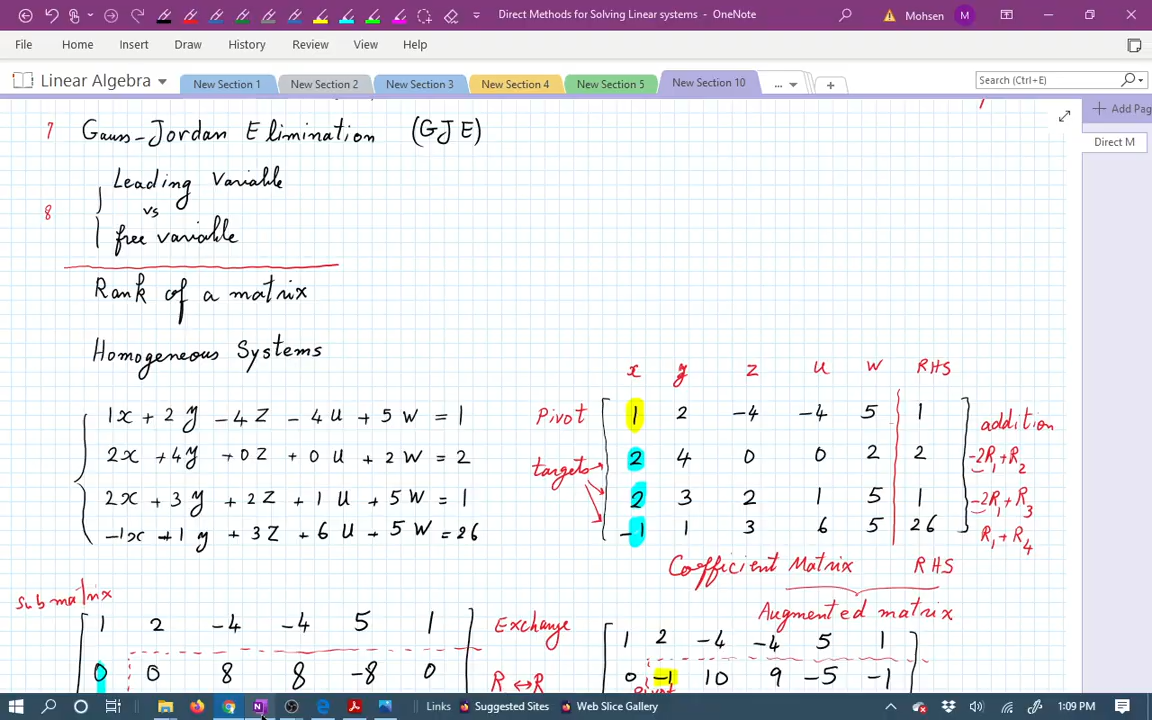 Direct Methods for Solving Linear systems - OneNote
Mohsen M
File Home Insert Draw History Review View Help
Linear Algebra New Section 1 New Section 2 New Section 3 New Section 4 New Section 5 New Section 10 ... Search (Ctrl+E)
Add Pag
Direct M
7 Gauss-Jordan Elimination (GJE)
Leading Variable
8 vs
free variable
Rank of a matrix
Homogeneous Systems
1x + 2y - 4z - 4u + 5w = 1
2x + 4y + 0z + 0u + 2w = 2
2x + 3y + 2z + 1u + 5w = 1
-1x + 1y + 3z + 6u + 5w = 26
x y z u w RHS
Pivot 1 2 -4 -4 5 1 addition
targets 2 4 0 0 2 2 -2R1+R2
2 3 2 1 5 1 -2R1+R3
-1 1 3 6 5 26 R1+R4
Coefficient Matrix RHS
Augmented matrix
submatrix
1 2 -4 -4 5 1 Exchange
0 0 8 8 -8 0 R↔R
1 2 -4 -4 5 1
0 -1 10 9 -5 -1
Pivot
Links Suggested Sites Web Slice Gallery 1:09 PM